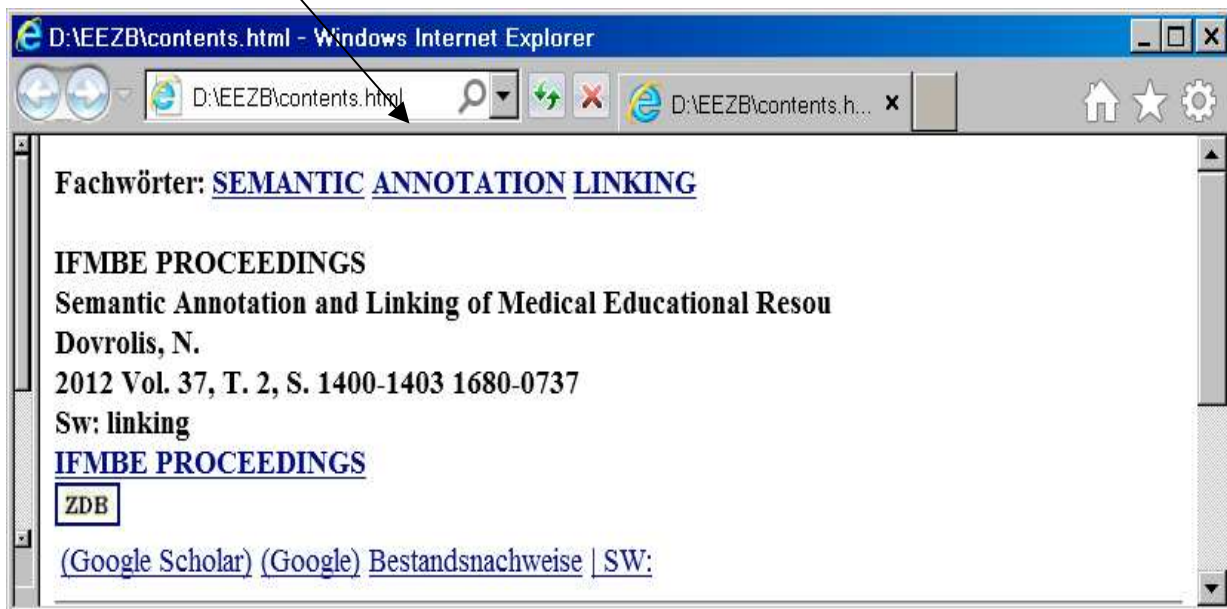 D:\EEZB\contents.html - Windows Internet Explorer
D:\EEZB\contents.html
D:\EEZB\contents.h...
Fachwörter: SEMANTIC ANNOTATION LINKING
IFMBE PROCEEDINGS
Semantic Annotation and Linking of Medical Educational Resou
Dovrolis, N.
2012 Vol. 37, T. 2, S. 1400-1403 1680-0737
Sw: linking
IFMBE PROCEEDINGS
ZDB
(Google Scholar) (Google) Bestandsnachweise | SW: